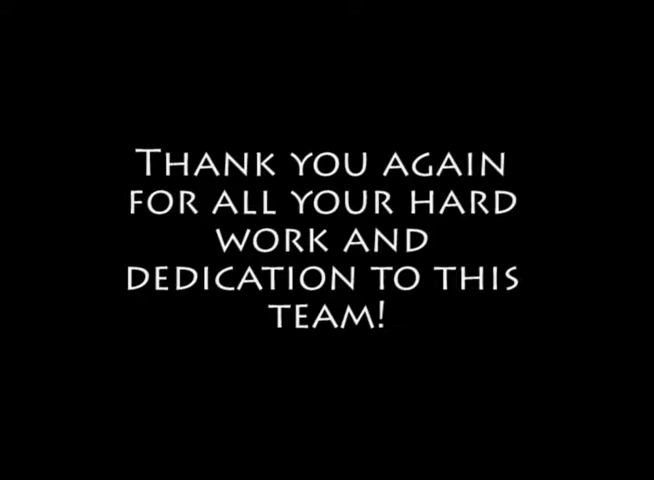 THANK YOU AGAIN
FOR ALL YOUR HARD
WORK AND
DEDICATION TO THIS
TEAM!